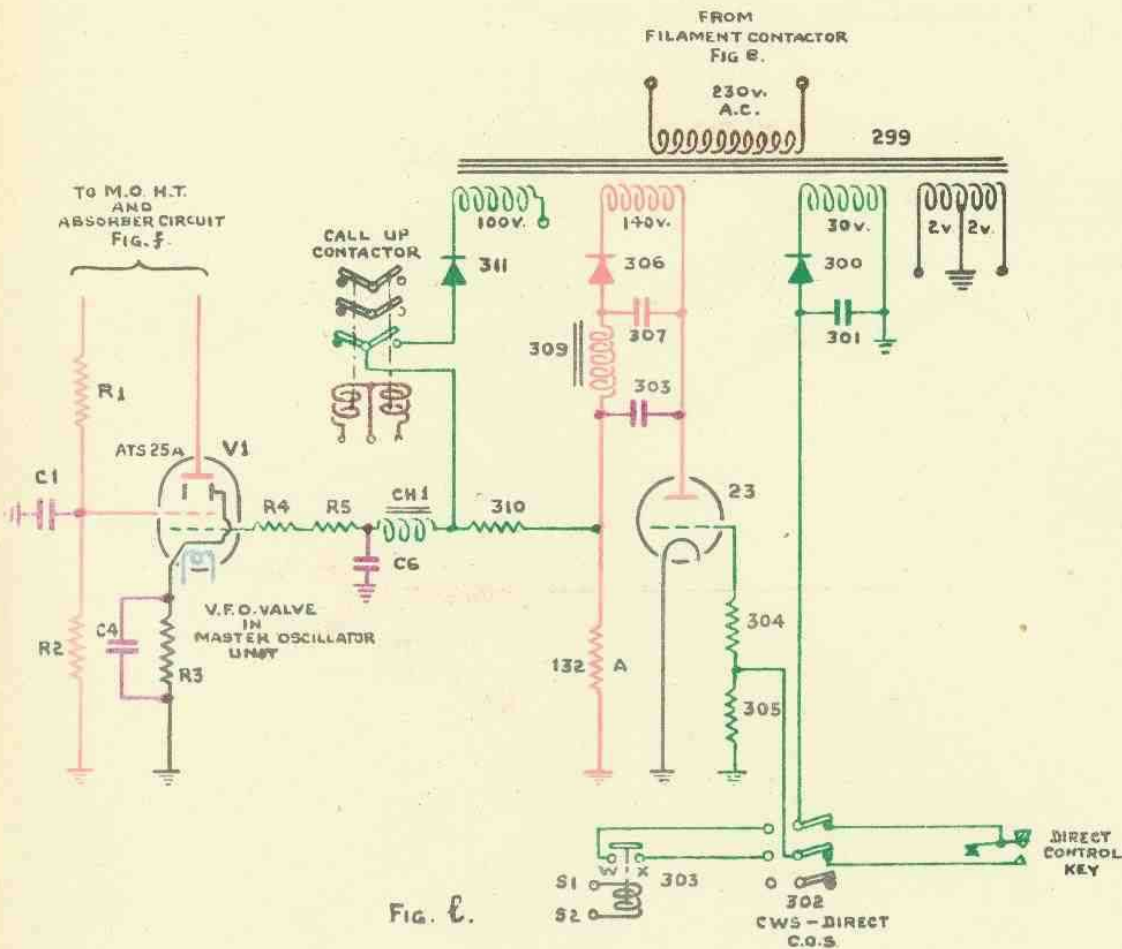 FROM
FILAMENT CONTACTOR
FIG e.
230v.
A.C.
299
TO M.O. H.T.
AND
ABSORBER CIRCUIT
FIG. f.
CALL UP
CONTACTOR
100v.
140v.
30v.
2v. 2v.
311
306
300
307
301
309
303
R1
ATS 25A
V1
C1
R4
R5
CH1
310
23
C6
C4
R2
R3
V.F.O. VALVE
IN
MASTER OSCILLATOR
UNIT
132
A
304
305
W
X
303
S1
S2
302
CWS - DIRECT
C.O.S.
DIRECT
CONTROL
KEY
FIG. l.